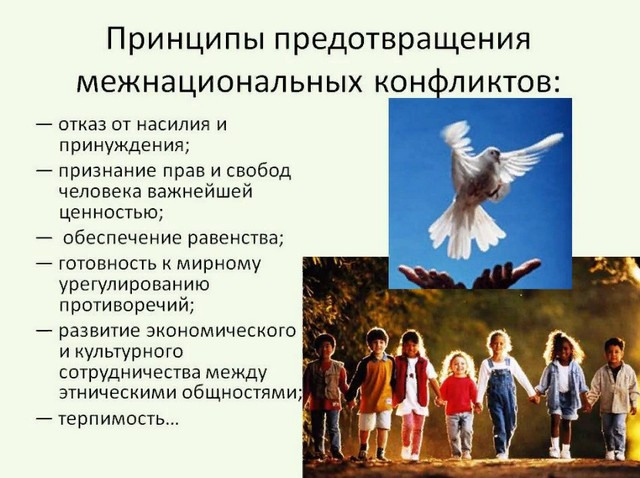 Принципы предотвращения
межнациональных конфликтов:
— отказ от насилия и
принуждения;
— признание прав и свобод
человека важнейшей
ценностью;
— обеспечение равенства;
— готовность к мирному
урегулированию
противоречий;
— развитие экономического
и культурного
сотрудничества между
этническими общностями;
— терпимость...